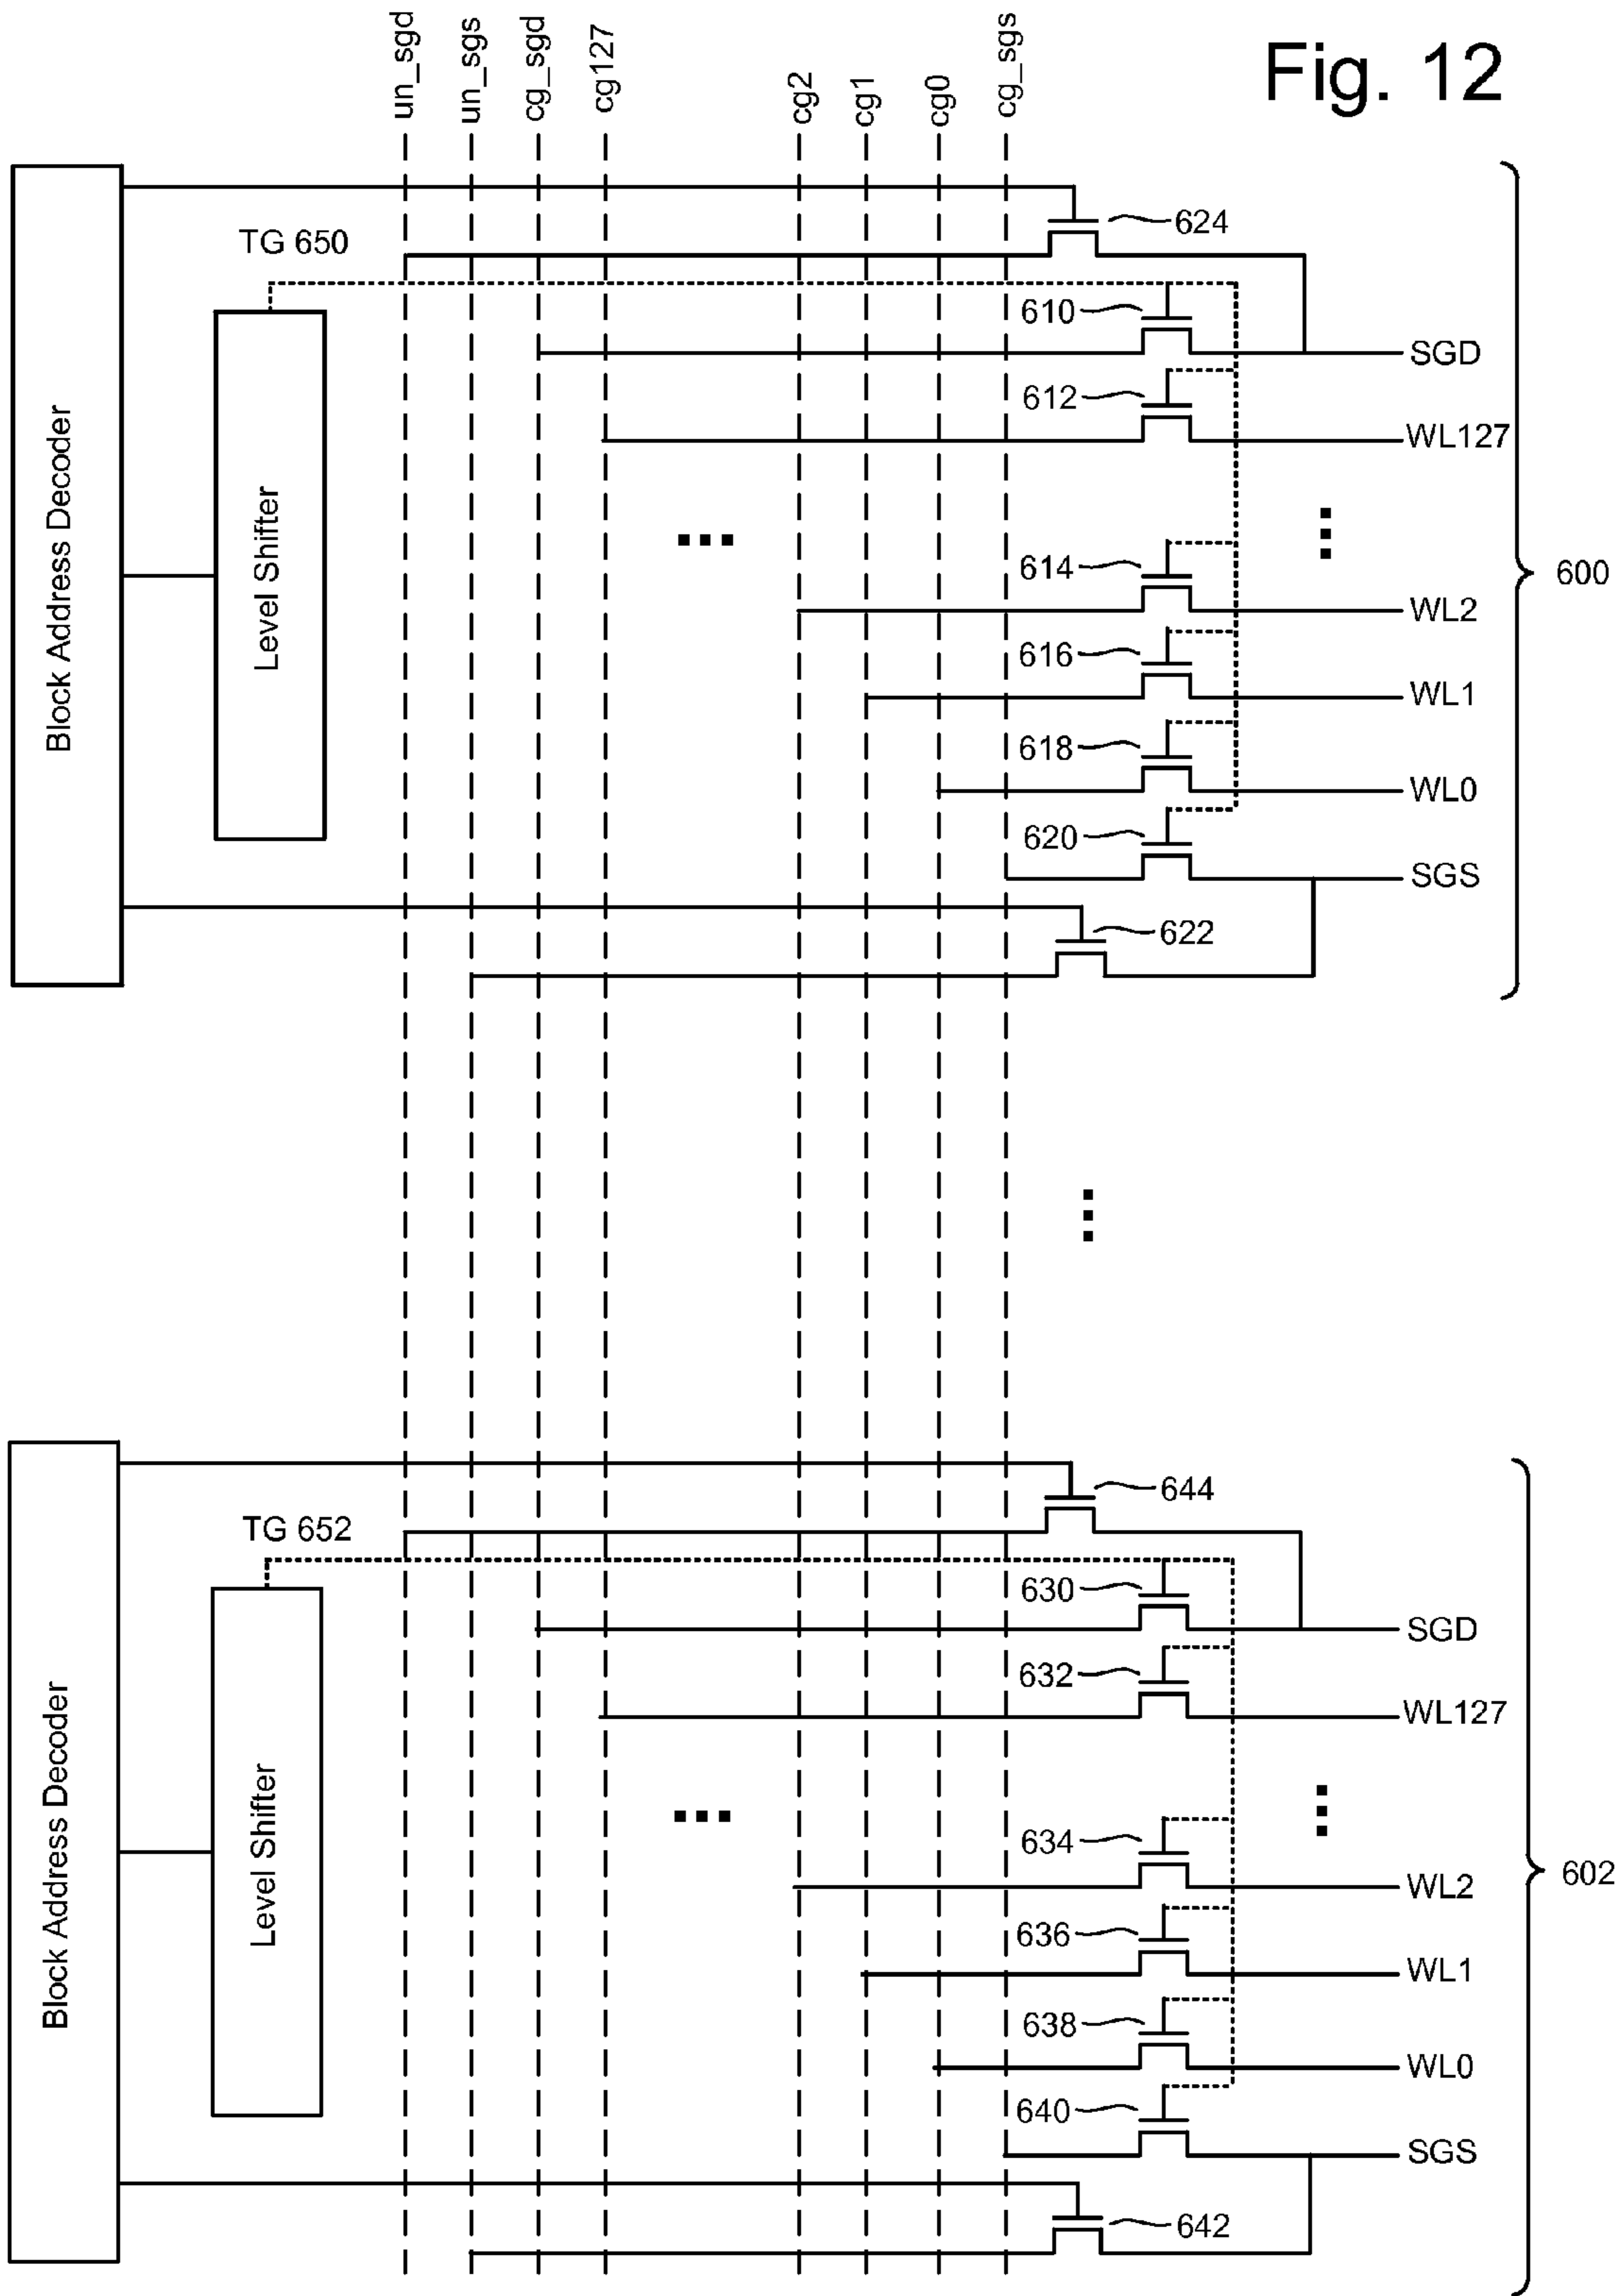 Fig. 12
un_sgd
un_sgs
cg_sgd
cg127
cg2
cg1
cg0
cg_sgs
Block Address Decoder
TG 650
Level Shifter
624
610
SGD
612
WL127
614
WL2
616
WL1
618
WL0
620
SGS
622
600
Block Address Decoder
TG 652
Level Shifter
644
630
SGD
632
WL127
634
WL2
636
WL1
638
WL0
640
SGS
642
602